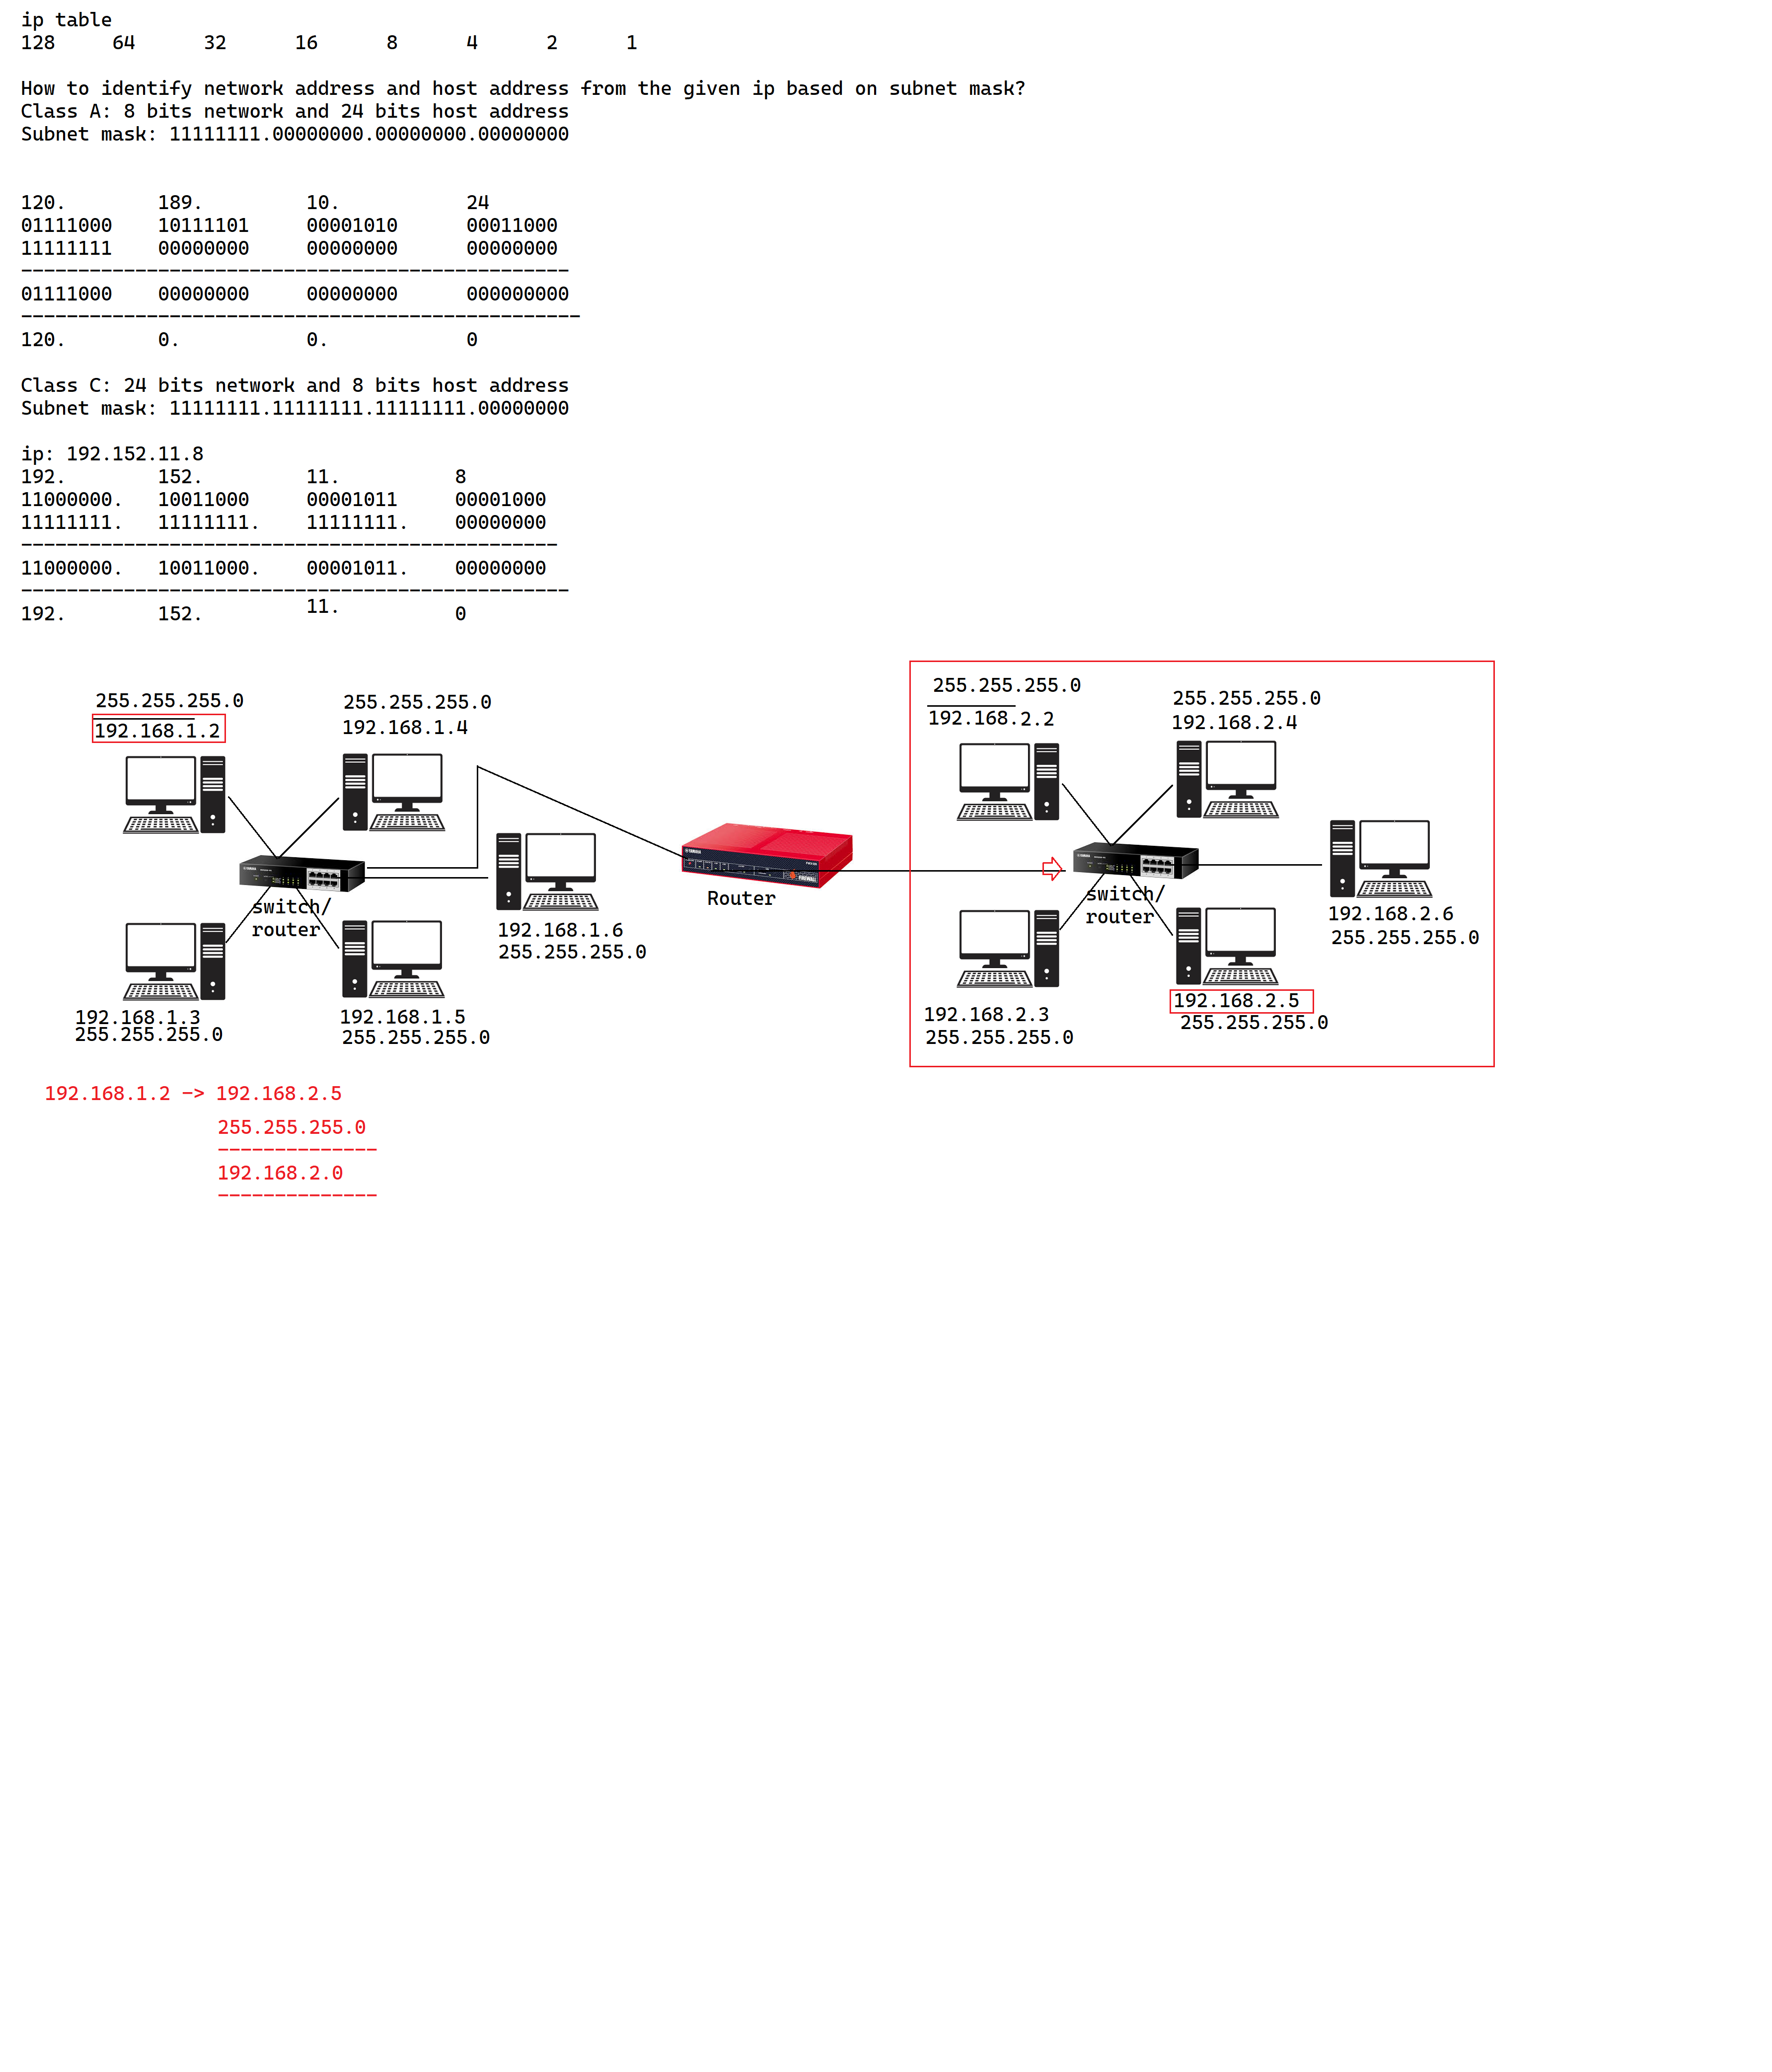 ip table
128 64 32 16 8 4 2 1
How to identify network address and host address from the given ip based on subnet mask?
Class A: 8 bits network and 24 bits host address
Subnet mask: 11111111.00000000.00000000.00000000
120. 189. 10. 24
01111000 10111101 00001010 00011000
11111111 00000000 00000000 00000000
-------------------------------------------------
01111000 00000000 00000000 000000000
--------------------------------------------------
120. 0. 0. 0
Class C: 24 bits network and 8 bits host address
Subnet mask: 11111111.11111111.11111111.00000000
ip: 192.152.11.8
192. 152. 11. 8
11000000. 10011000 00001011 00001000
11111111. 11111111. 11111111. 00000000
-----------------------------------------------
11000000. 10011000. 00001011. 00000000
------------------------------------------------
192. 152. 11. 0
255.255.255.0
192.168.1.2
255.255.255.0
192.168.1.4
switch/
router
192.168.1.6
255.255.255.0
192.168.1.3
255.255.255.0
192.168.1.5
255.255.255.0
YAMAHA
FIREWALL
Router
255.255.255.0
192.168.2.2
255.255.255.0
192.168.2.4
switch/
router
192.168.2.6
255.255.255.0
192.168.2.3
255.255.255.0
192.168.2.5
255.255.255.0
192.168.1.2 -> 192.168.2.5
255.255.255.0
--------------
192.168.2.0
--------------